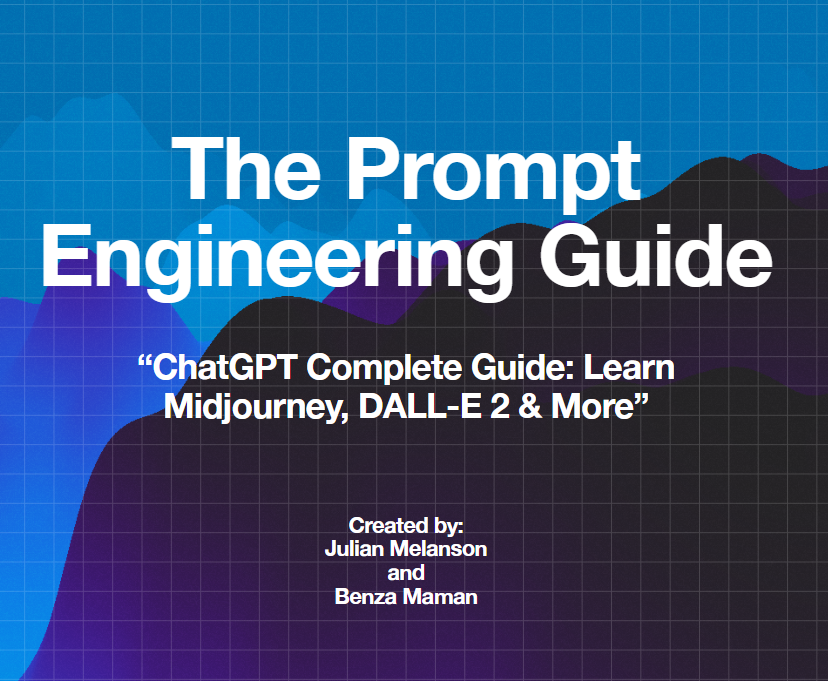 The Prompt
Engineering Guide
“ChatGPT Complete Guide: Learn
Midjourney, DALL-E 2 & More”
Created by:
Julian Melanson
and
Benza Maman